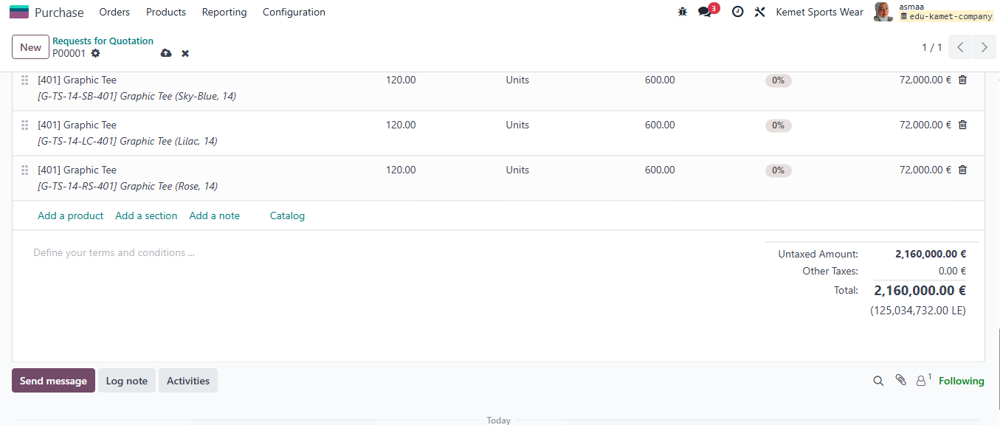 Purchase Orders Products Reporting Configuration 3 Kemet Sports Wear asmaa
edu-kamet-company
New Requests for Quotation
P00001 1 / 1
[401] Graphic Tee 120.00 Units 600.00 0% 72,000.00 €
[G-TS-14-SB-401] Graphic Tee (Sky-Blue, 14)
[401] Graphic Tee 120.00 Units 600.00 0% 72,000.00 €
[G-TS-14-LC-401] Graphic Tee (Lilac, 14)
[401] Graphic Tee 120.00 Units 600.00 0% 72,000.00 €
[G-TS-14-RS-401] Graphic Tee (Rose, 14)
Add a product Add a section Add a note Catalog
Define your terms and conditions ...
Untaxed Amount: 2,160,000.00 €
Other Taxes: 0.00 €
Total: 2,160,000.00 €
(125,034,732.00 LE)
Send message Log note Activities 1 Following
Today